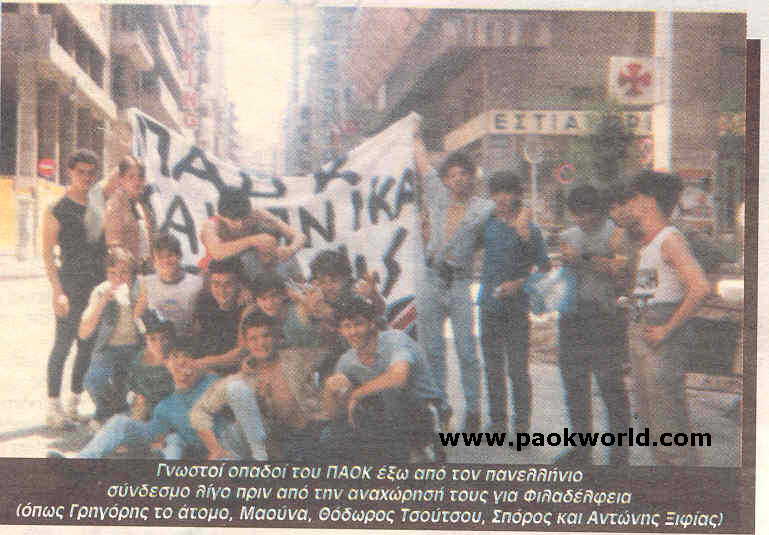 ΠΑΟΚ
ΕΣΤΙΑ
www.paokworld.com
Γνωστοί οπαδοί του ΠΑΟΚ έξω από τον πανελλήνιο
σύνδεσμο λίγο πριν από την αναχώρησή τους για Φιλαδέλφεια
(όπως Γρηγόρης το άτομο, Μαούνα, Θόδωρος Τσούτσου, Σπόρος και Αντώνης Ξιφίας)